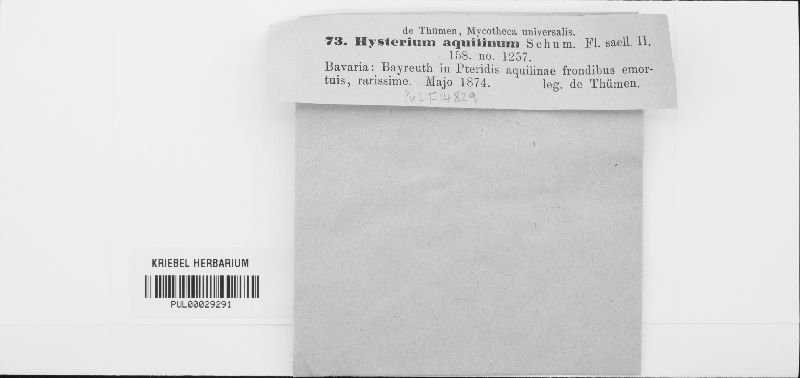 de Thümen, Mycotheca universalis.
73. Hysterium aquilinum Schum. Fl. saell. II.
158. no. 1257.
Bavaria: Bayreuth in Pteridis aquilinae frondibus emor-
tuis, rarissime. Majo 1874. leg. de Thümen.
PUL F14829
KRIEBEL HERBARIUM
PUL00029291